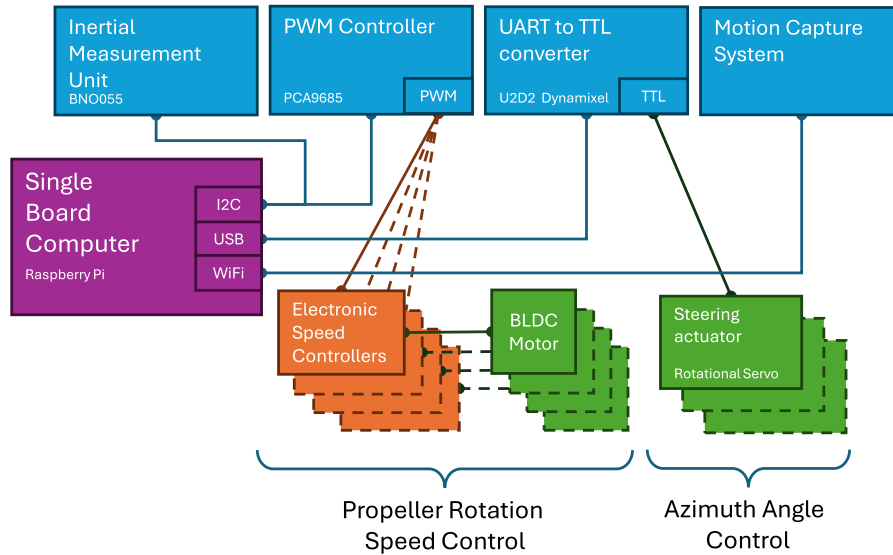 Inertial
Measurement
Unit
BNO055
PWM Controller
PCA9685
PWM
UART to TTL
converter
U2D2 Dynamixel
TTL
Motion Capture
System
Single
Board
Computer
Raspberry Pi
I2C
USB
WiFi
Electronic
Speed
Controllers
BLDC
Motor
Steering
actuator
Rotational Servo
Propeller Rotation
Speed Control
Azimuth Angle
Control